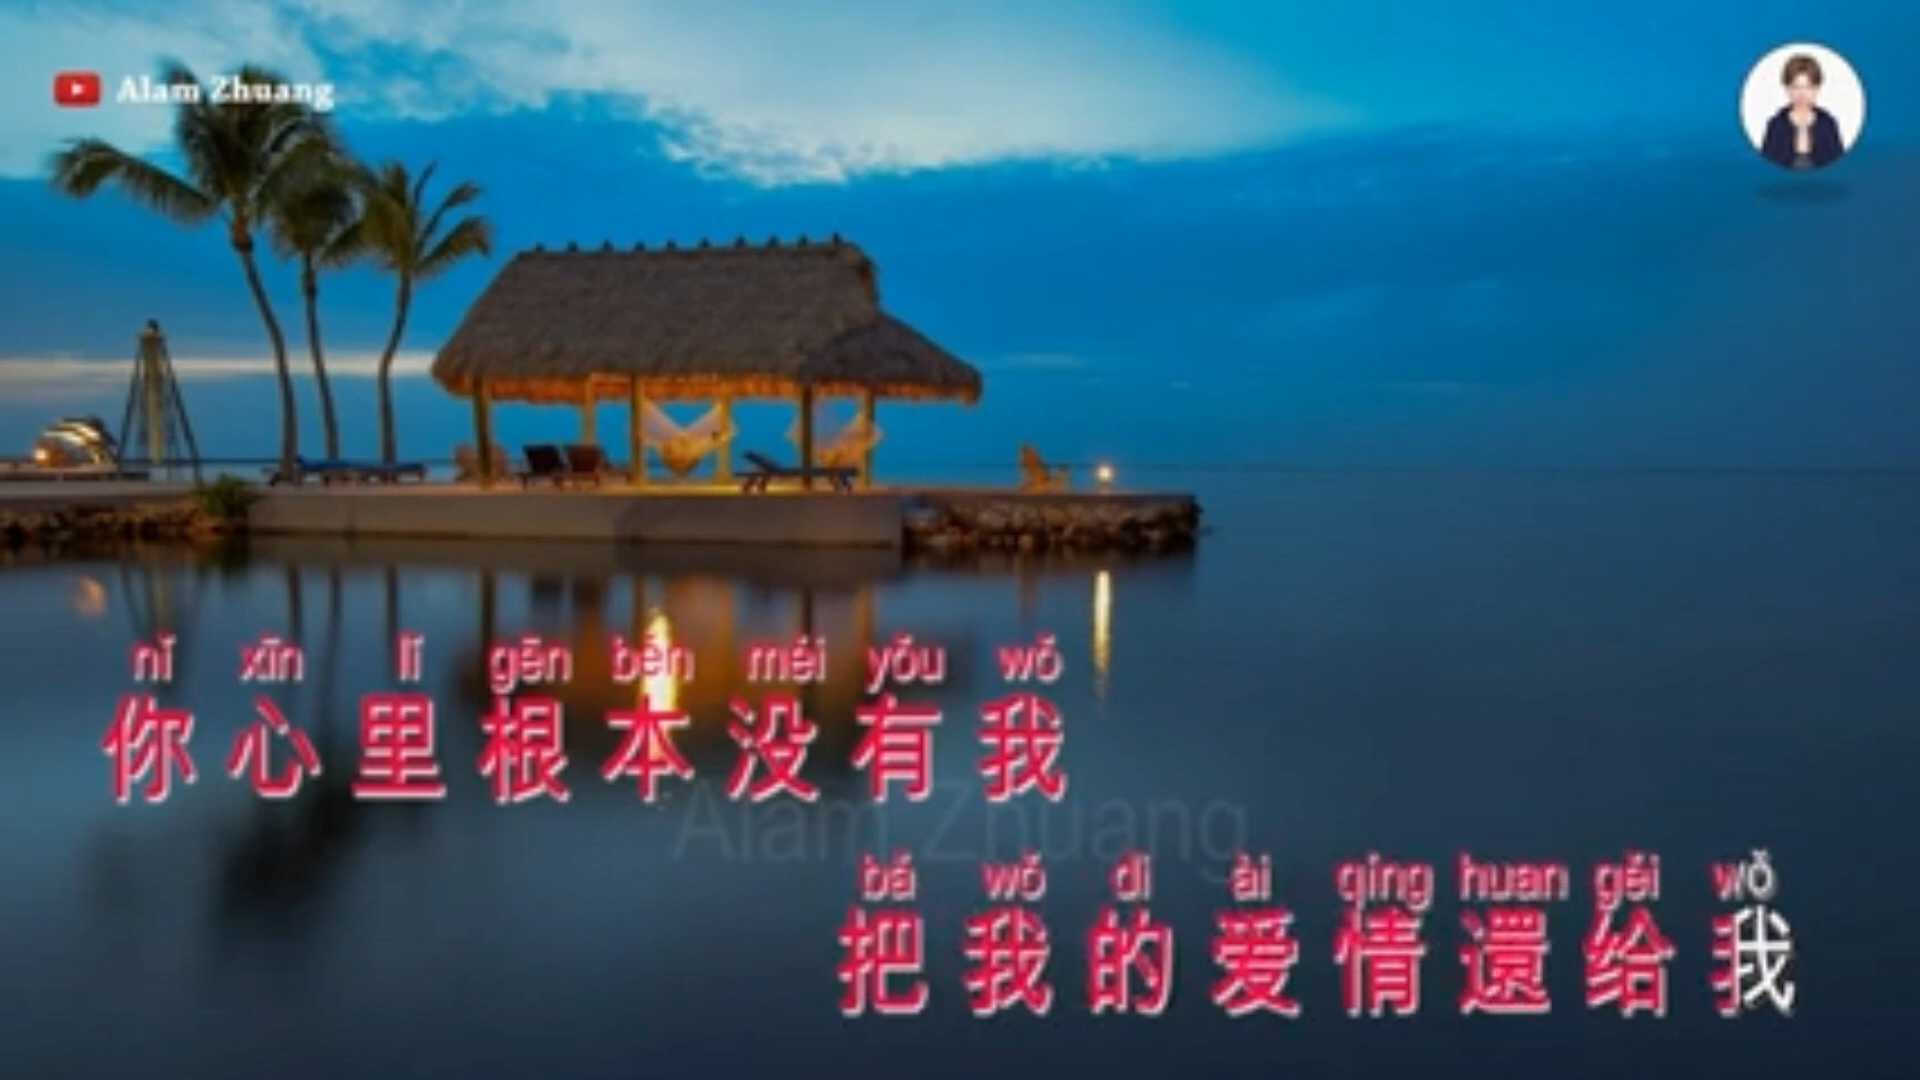 Alam Zhuang
nǐ xīn lǐ gēn běn méi yǒu wǒ
你心里根本没有我
Alam Zhuang
bá wǒ di ài qíng huan gěi wǒ
把我的爱情還给我